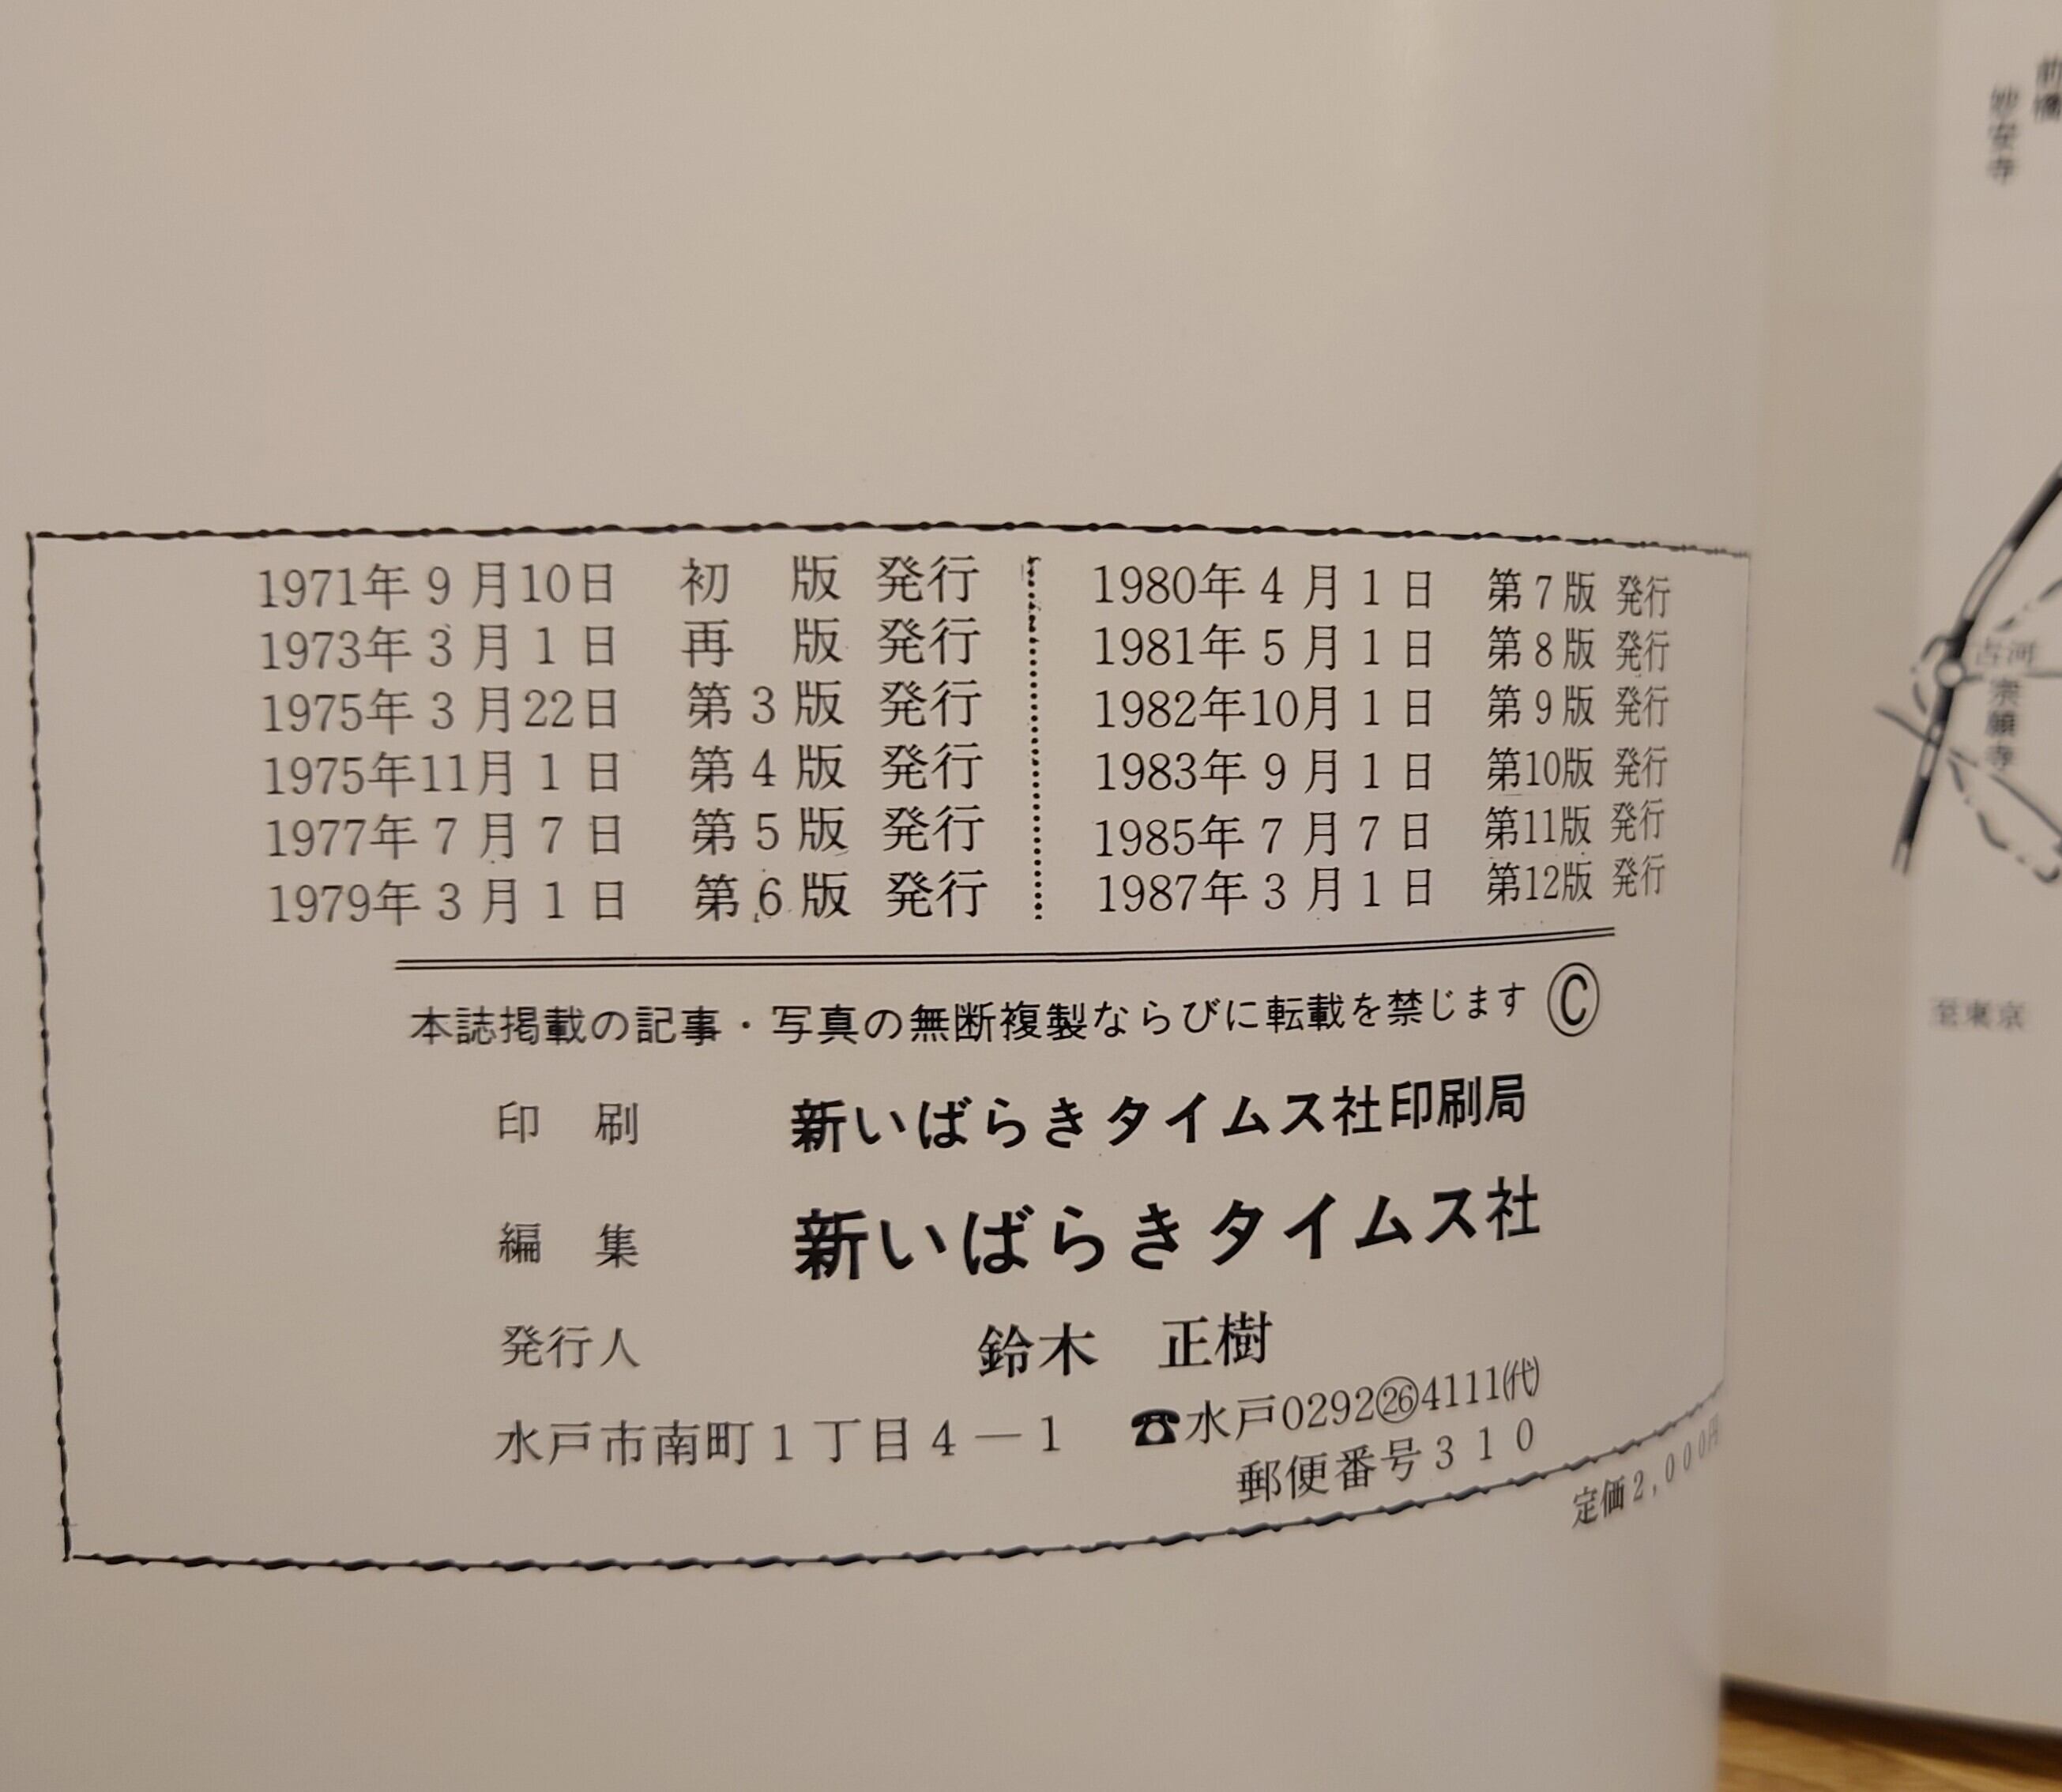 1971年9月10日 初 版 発行
1973年3月1日 再 版 発行
1975年3月22日 第3版 発行
1975年11月1日 第4版 発行
1977年7月7日 第5版 発行
1979年3月1日 第6版 発行
1980年4月1日 第7版 発行
1981年5月1日 第8版 発行
1982年10月1日 第9版 発行
1983年9月1日 第10版 発行
1985年7月7日 第11版 発行
1987年3月1日 第12版 発行
本誌掲載の記事・写真の無断複製ならびに転載を禁じます Ⓒ
印 刷 新いばらきタイムス社印刷局
編 集 新いばらきタイムス社
発行人 鈴木 正樹
水戸市南町1丁目4―1 ☎水戸0292㉖4111㈹
郵便番号310
定価2,000円
前橋
妙安寺
古河
宗願寺
至東京